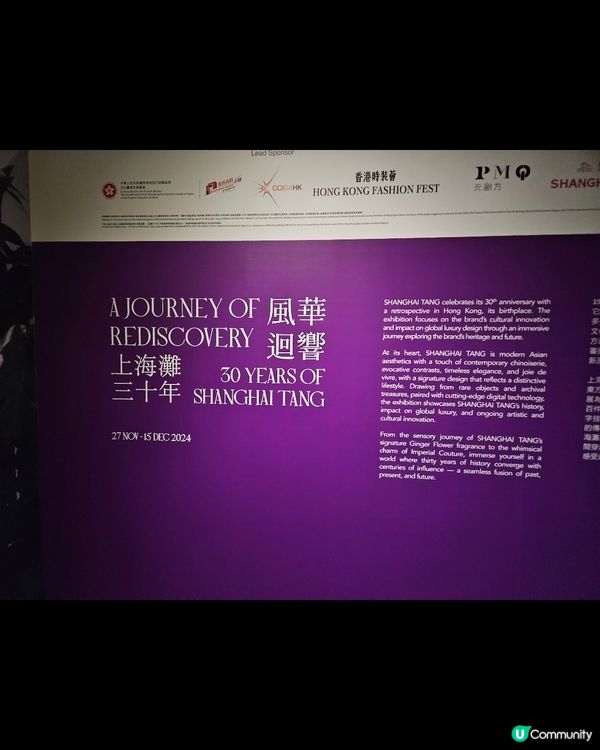 Lead Sponsor
CCIDAHK
香港時裝節
HONG KONG FASHION FEST
PMQ
元創方
SHANGH
A JOURNEY OF
REDISCOVERY
風華
迴響
上海灘
三十年
30 YEARS OF
SHANGHAI TANG
27 NOV - 15 DEC 2024
SHANGHAI TANG celebrates its 30th anniversary with
a retrospective in Hong Kong, its birthplace. The
exhibition focuses on the brand's cultural innovation
and impact on global luxury design through an immersive
journey exploring the brand's heritage and future.
At its heart, SHANGHAI TANG is modern Asian
aesthetics with a touch of contemporary chinoiserie,
evocative contrasts, timeless elegance, and joie de
vivre, with a signature design that reflects a distinctive
lifestyle. Drawing from rare objects and archival
treasures, paired with cutting-edge digital technology,
the exhibition showcases SHANGHAI TANG's history,
impact on global luxury, and ongoing artistic and
cultural innovation.
From the sensory journey of SHANGHAI TANG's
signature Ginger Flower fragrance to the whimsical
charm of Imperial Couture, immerse yourself in a
world where thirty years of history converge with
centuries of influence — a seamless fusion of past,
present, and future.
U Community